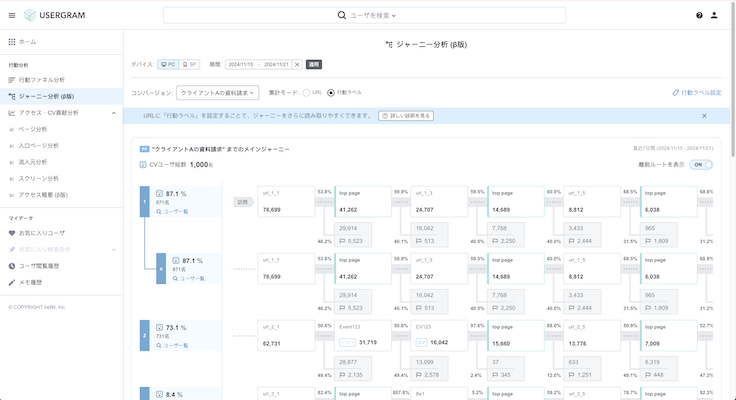 USERGRAM
ユーザを検索
ホーム
行動分析
行動ファネル分析
ジャーニー分析 (β版)
アクセス・CV貢献分析
ページ分析
入口ページ分析
流入元分析
スクリーン分析
アクセス概要 (β版)
マイデータ
お気に入りユーザ
お気に入り検索条件
ユーザ閲覧履歴
メモ履歴
© COPYRIGHT beBit, Inc.
ジャーニー分析 (β版)
デバイス: PC SP 期間: 2024/11/15 - 2024/11/21 適用
コンバージョン: クライアントAの資料請求 集計モード: URL 行動ラベル 行動ラベル設定
URLに「行動ラベル」を設定することで、ジャーニーをさらに読み取りやすくできます。 詳しい説明を見る
PC "クライアントAの資料請求" までのメインジャーニー 直近7日間 (2024/11/15 - 2024/11/21)
CVユーザ総数 1,000名 離脱ルートを表示 ON
1 87.1 % 訪問 url_1_1 53.8% top page 59.9% url_1_3 59.5% top page 60.0% url_1_5 68.5% top page 68.8%
871名 76,699 41,262 24,707 14,689 8,812 6,038
ユーザ一覧
29,914 16,042 7,768 3,433 965
46.2% 5,523 40.1% 513 40.5% 2,250 40.0% 2,444 31.5% 1,809 31.2%
87.1 % url_1_1 53.8% top page 59.9% url_1_3 59.5% top page 60.0% url_1_5 68.5% top page 68.8%
871名 76,699 41,262 24,707 14,689 8,812 6,038
ユーザ一覧
29,914 16,042 7,768 3,433 965
46.2% 5,523 40.1% 513 40.5% 2,250 40.0% 2,444 31.5% 1,809 31.2%
2 73.1 % url_2_1 50.6% Event123 50.6% CV123 97.6% top page 88.0% url_2_5 50.9% top page 52.7%
731名 62,731 31,719 16,042 15,660 13,776 7,009
ユーザ一覧
28,877 13,099 37 633 6,319
49.4% 2,135 49.4% 2,578 2.4% 345 12.0% 1,251 49.1% 448 47.3%
8.4 % url_3_1 82.4% top page 807.8% 5.2% top page 59.2% url_3_5 78.7% top page 92.3%